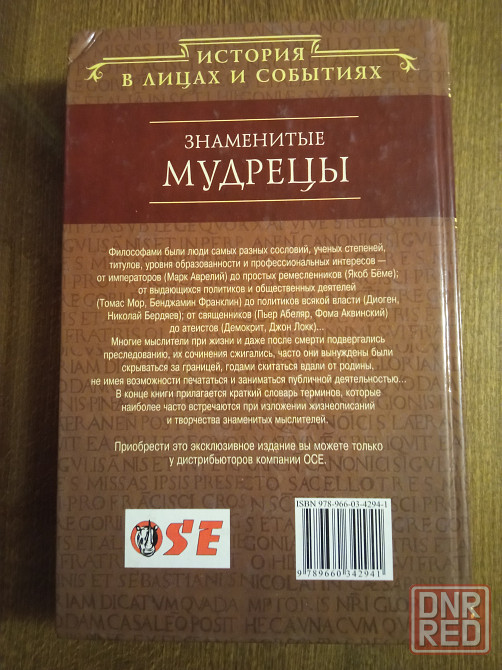 ИСТОРИЯ
В ЛИЦАХ И СОБЫТИЯХ
ЗНАМЕНИТЫЕ
МУДРЕЦЫ
Философами были люди самых разных сословий, ученых степеней,
титулов, уровня образованности и профессиональных интересов —
от императоров (Марк Аврелий) до простых ремесленников (Якоб Бёме);
от выдающихся политиков и общественных деятелей
(Томас Мор, Бенджамин Франклин) до политиков всякой власти (Диоген,
Николай Бердяев); от священников (Пьер Абеляр, Фома Аквинский)
до атеистов (Демокрит, Джон Локк)...
Многие мыслители при жизни и даже после смерти подвергались
преследованию, их сочинения сжигались, часто они вынуждены были
скрываться за границей, годами скитаться вдали от родины,
не имея возможности печататься и заниматься публичной деятельностью...
В конце книги прилагается краткий словарь терминов, которые
наиболее часто встречаются при изложении жизнеописаний
и творчества знаменитых мыслителей.
Приобрести это эксклюзивное издание вы можете только
у дистрибьюторов компании ОСЕ.
OSE
ISBN 978-966-03-4294-1
9 789660 342941
DNR
RED